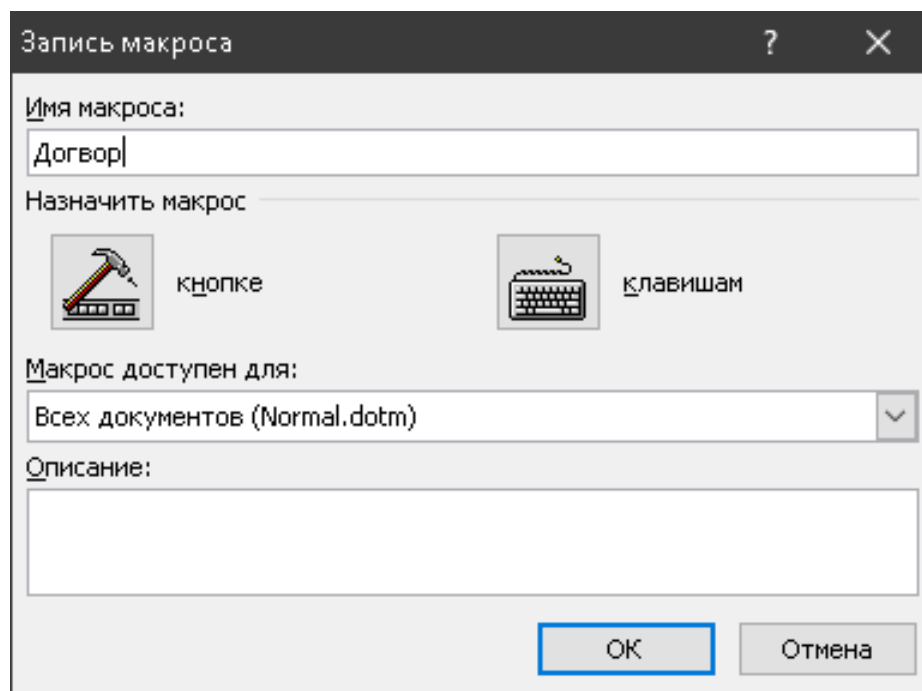 Запись макроса ?
Имя макроса:
Догвор
Назначить макрос
кнопке клавишам
Макрос доступен для:
Всех документов (Normal.dotm)
Описание:
ОК Отмена